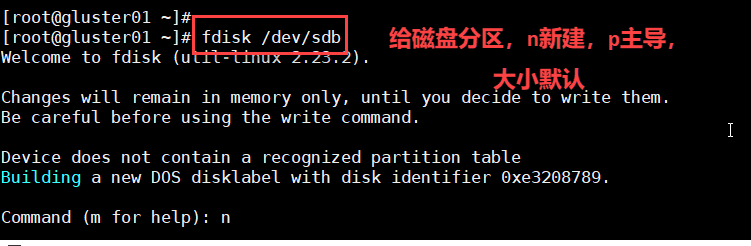 [root@gluster01 ~]#
[root@gluster01 ~]# fdisk /dev/sdb
给磁盘分区，n新建，p主导，
大小默认
Welcome to fdisk (util-linux 2.23.2).
Changes will remain in memory only, until you decide to write them.
Be careful before using the write command.
Device does not contain a recognized partition table
Building a new DOS disklabel with disk identifier 0xe3208789.
Command (m for help): n